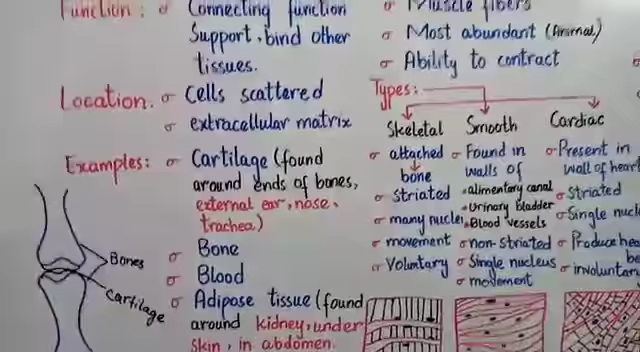 Function: Connecting function
Support, bind other
tissues.
Location. Cells scattered
extracellular matrix
Examples: Cartilage (found
around ends of bones,
external ear, nose,
trachea)
Bone
Blood
Adipose tissue (found
around kidney, under
skin, in abdomen.
Bones
Cartilage
Muscle fibers
Most abundant (Animal)
Ability to contract
Types:
Skeletal
attached
bone
striated
many nuclei
movement
Voluntary
Smooth
Found in
walls of
alimentary canal
Urinary bladder
Blood vessels
non-striated
Single nucleus
movement
Cardiac
Present in
wall of heart
Striated
Single nucl
Produce hea
be
involuntar